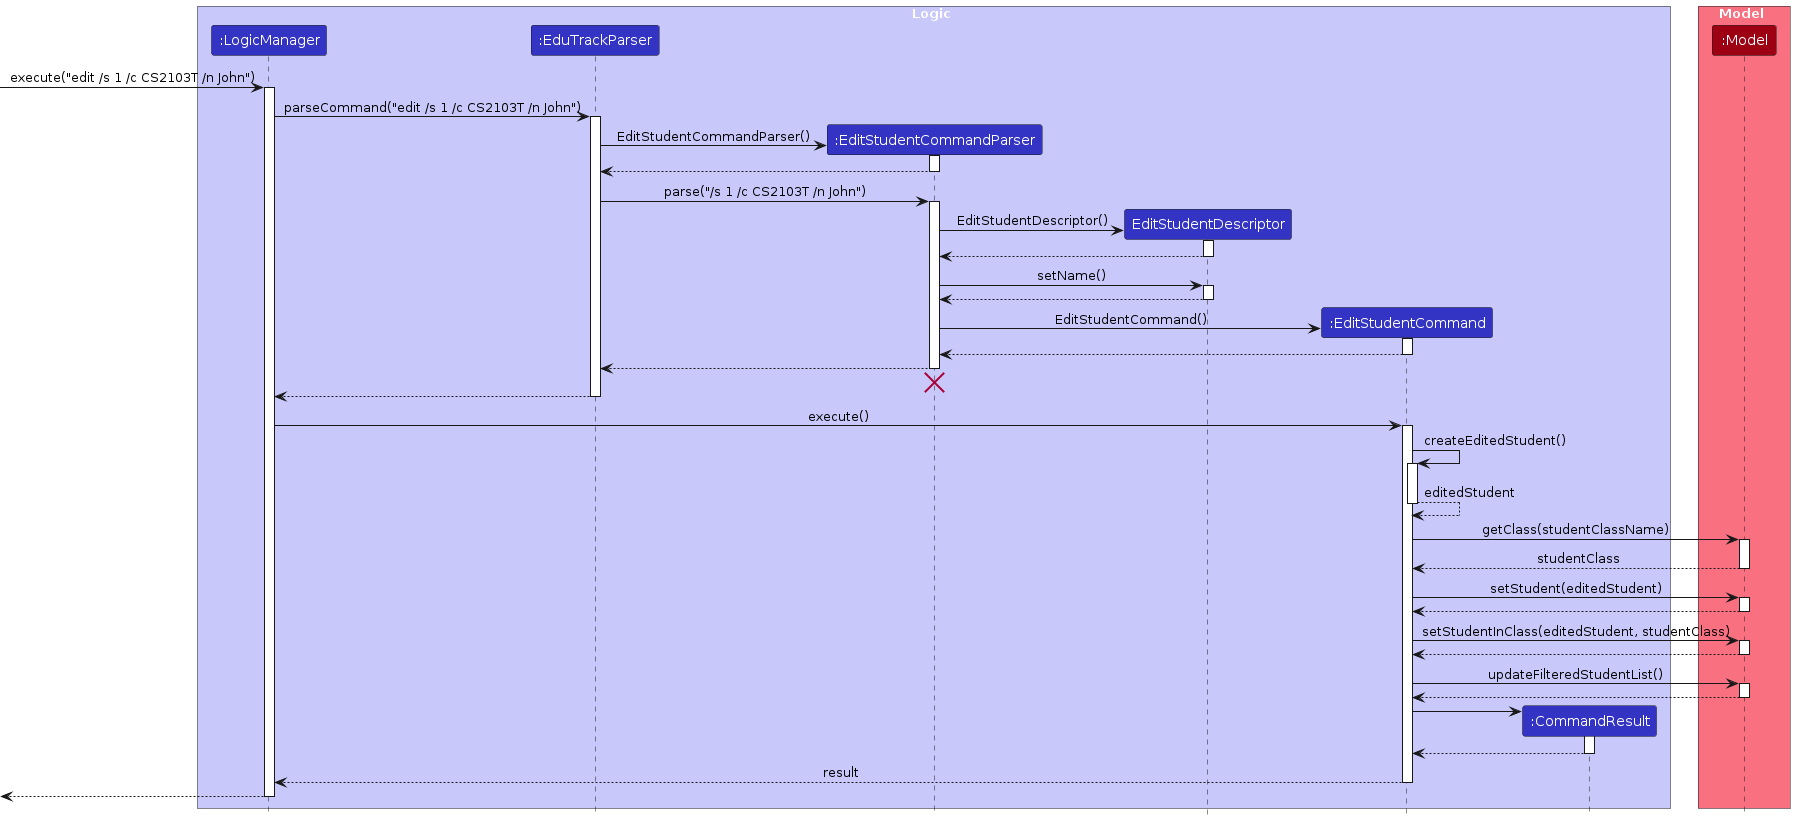 Logic
Model
:LogicManager
:EduTrackParser
:Model
execute("edit /s 1 /c CS2103T /n John")
parseCommand("edit /s 1 /c CS2103T /n John")
EditStudentCommandParser()
:EditStudentCommandParser
parse("/s 1 /c CS2103T /n John")
EditStudentDescriptor()
EditStudentDescriptor
setName()
EditStudentCommand()
:EditStudentCommand
execute()
createEditedStudent()
editedStudent
getClass(studentClassName)
studentClass
setStudent(editedStudent)
setStudentInClass(editedStudent, studentClass)
updateFilteredStudentList()
:CommandResult
result